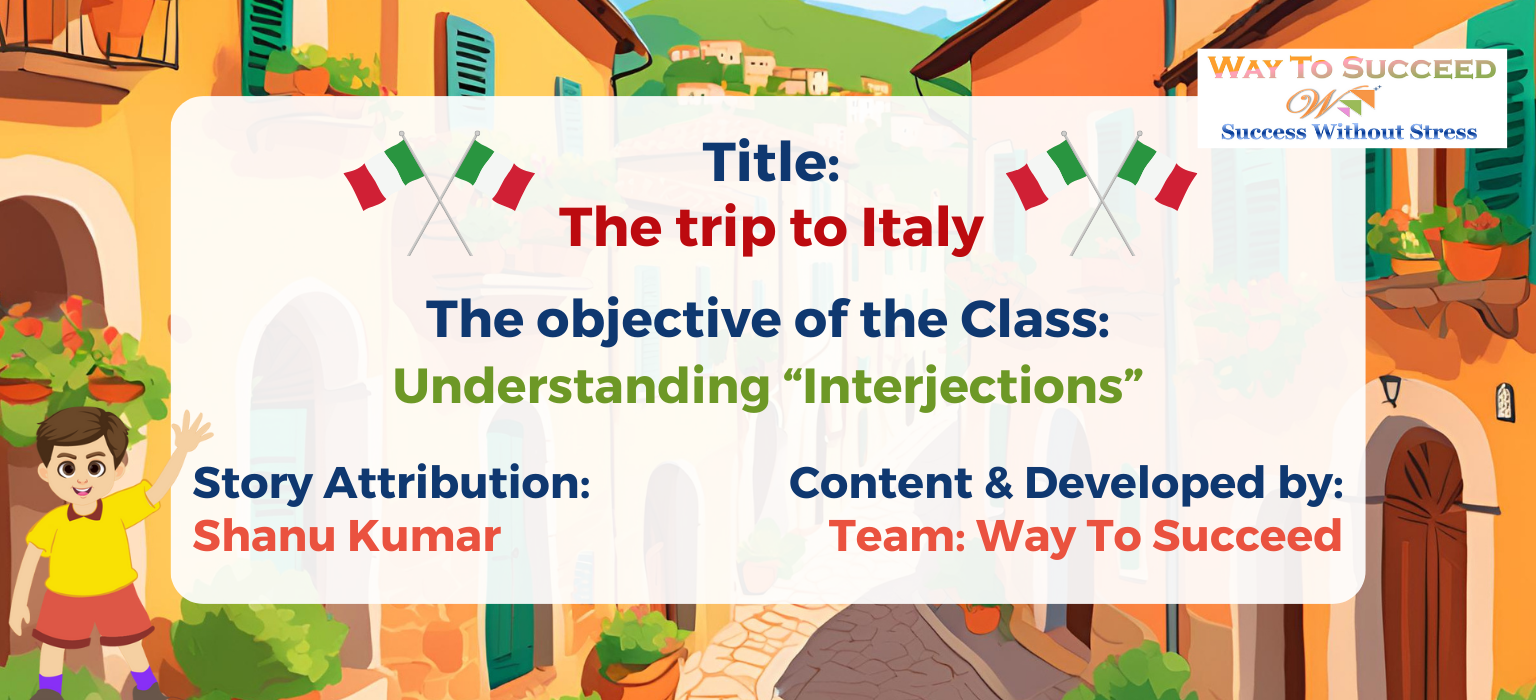 WAY TO SUCCEED
W
Success Without Stress
Title:
The trip to Italy
The objective of the Class:
Understanding “Interjections”
Story Attribution:
Shanu Kumar
Content & Developed by:
Team: Way To Succeed